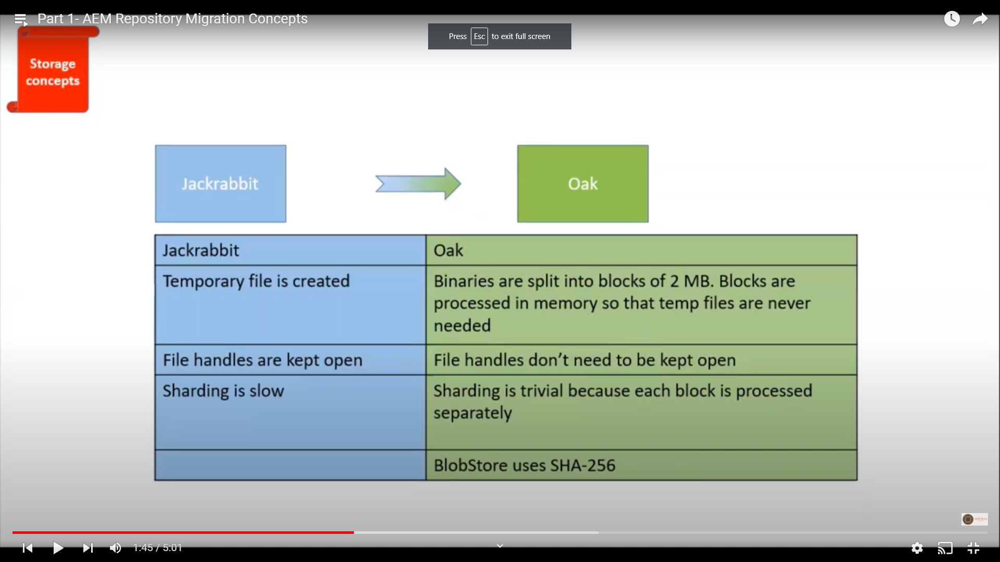 Part 1- AEM Repository Migration Concepts
Press Esc to exit full screen
Storage
concepts
Jackrabbit
Oak
Jackrabbit
Oak
Temporary file is created
Binaries are split into blocks of 2 MB. Blocks are
processed in memory so that temp files are never
needed
File handles are kept open
File handles don't need to be kept open
Sharding is slow
Sharding is trivial because each block is processed
separately
BlobStore uses SHA-256
1:45 / 5:01